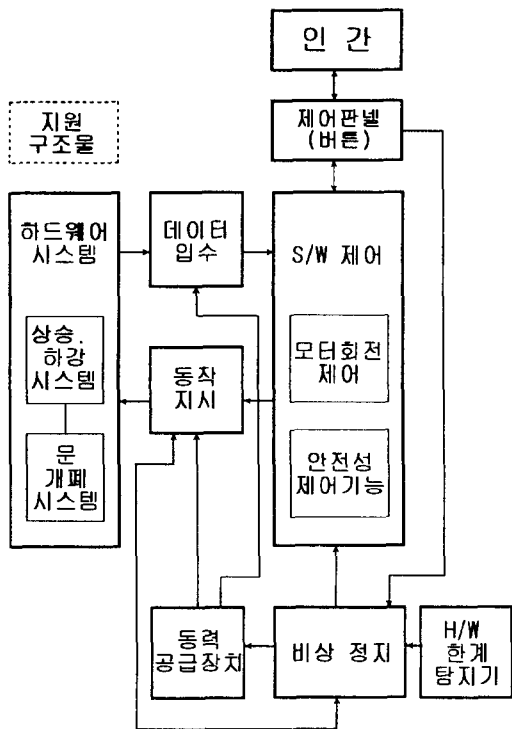 인 간
제어판넬
(버튼)
지원
구조물
하드웨어
시스템
데이터
입수
S/W 제어
상승.
하강
시스템
동작
지시
모터회전
제어
문
개폐
시스템
안전성
제어기능
동력
공급장치
비상 정지
H/W
한계
탐지기